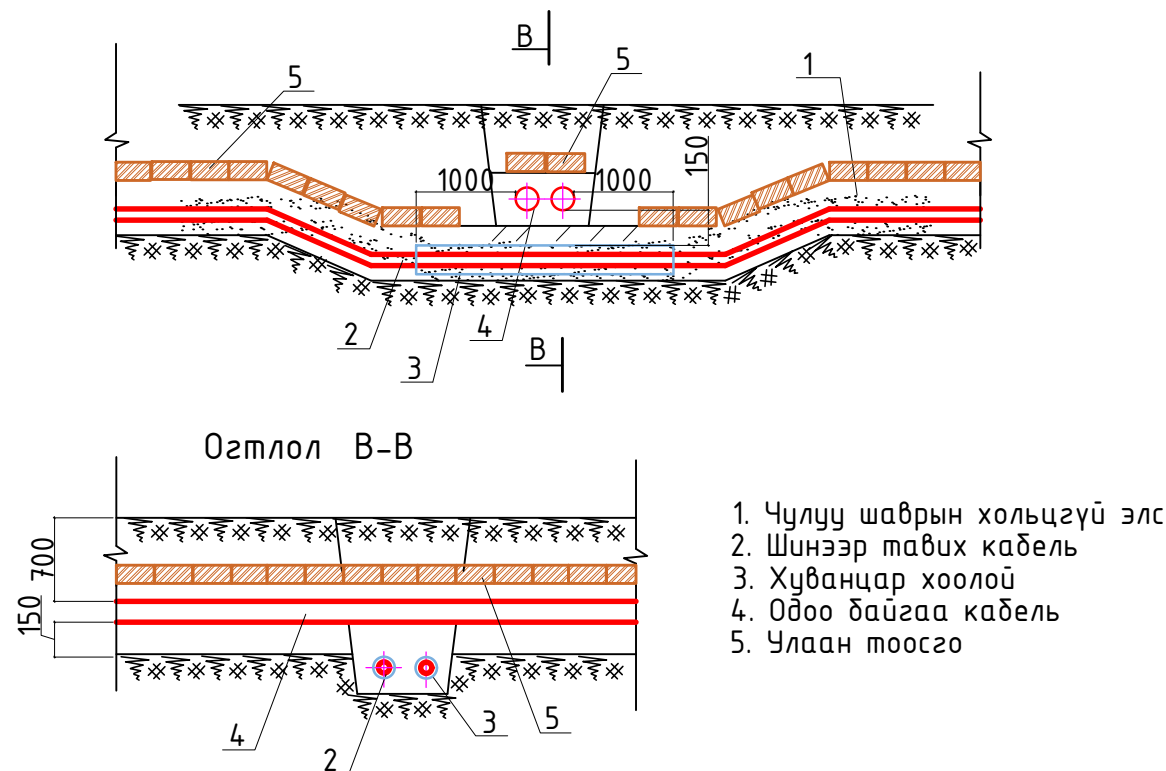 B
5
5
1
150
1000
1000
2
3
4
B
Огтлол В-В
700
150
4
2
3
5
1. Чулуу шаврын хольцгүй элс
2. Шинээр тавих кабель
3. Хуванцар хоолой
4. Одоо байгаа кабель
5. Улаан тоосго